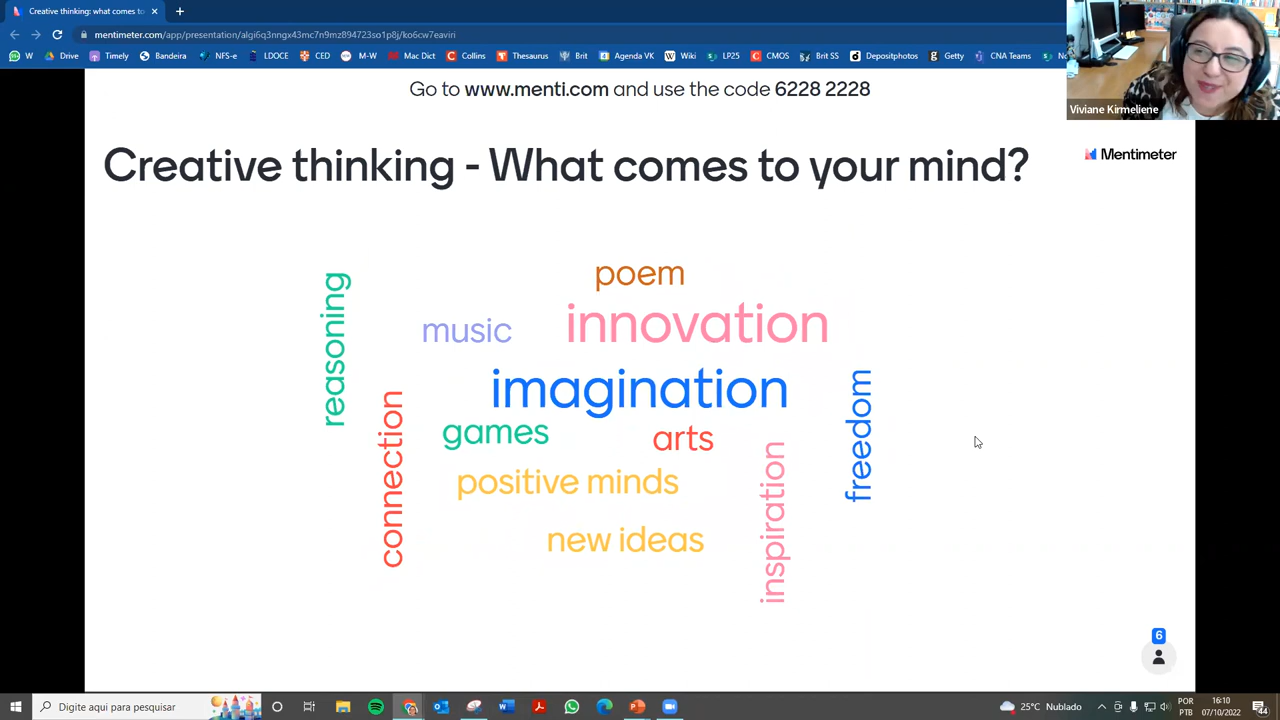 Creative thinking: what comes to
mentimeter.com/app/presentation/algi6q3nngx43mc7n9mz894723so1p8j/ko6cw7eaviri
W Drive Timely Bandeira NFS-e LDOCE CED M-W Mac Dict Collins Thesaurus Brit Agenda VK Wiki LP25 CMOS Brit SS Depositphotos Getty CNA Teams
Viviane Kirmeliene
Go to www.menti.com and use the code 6228 2228
Creative thinking - What comes to your mind?
Mentimeter
poem
reasoning
music
innovation
imagination
freedom
connection
games
arts
positive minds
inspiration
new ideas
6
Digite aqui para pesquisar
25°C Nublado
POR
PTB
16:10
07/10/2022
44